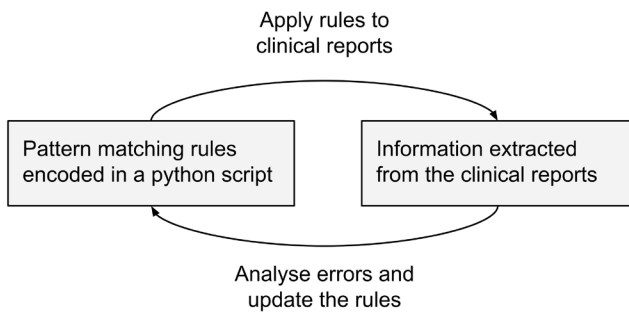 Apply rules to
clinical reports
Pattern matching rules
encoded in a python script
Information extracted
from the clinical reports
Analyse errors and
update the rules